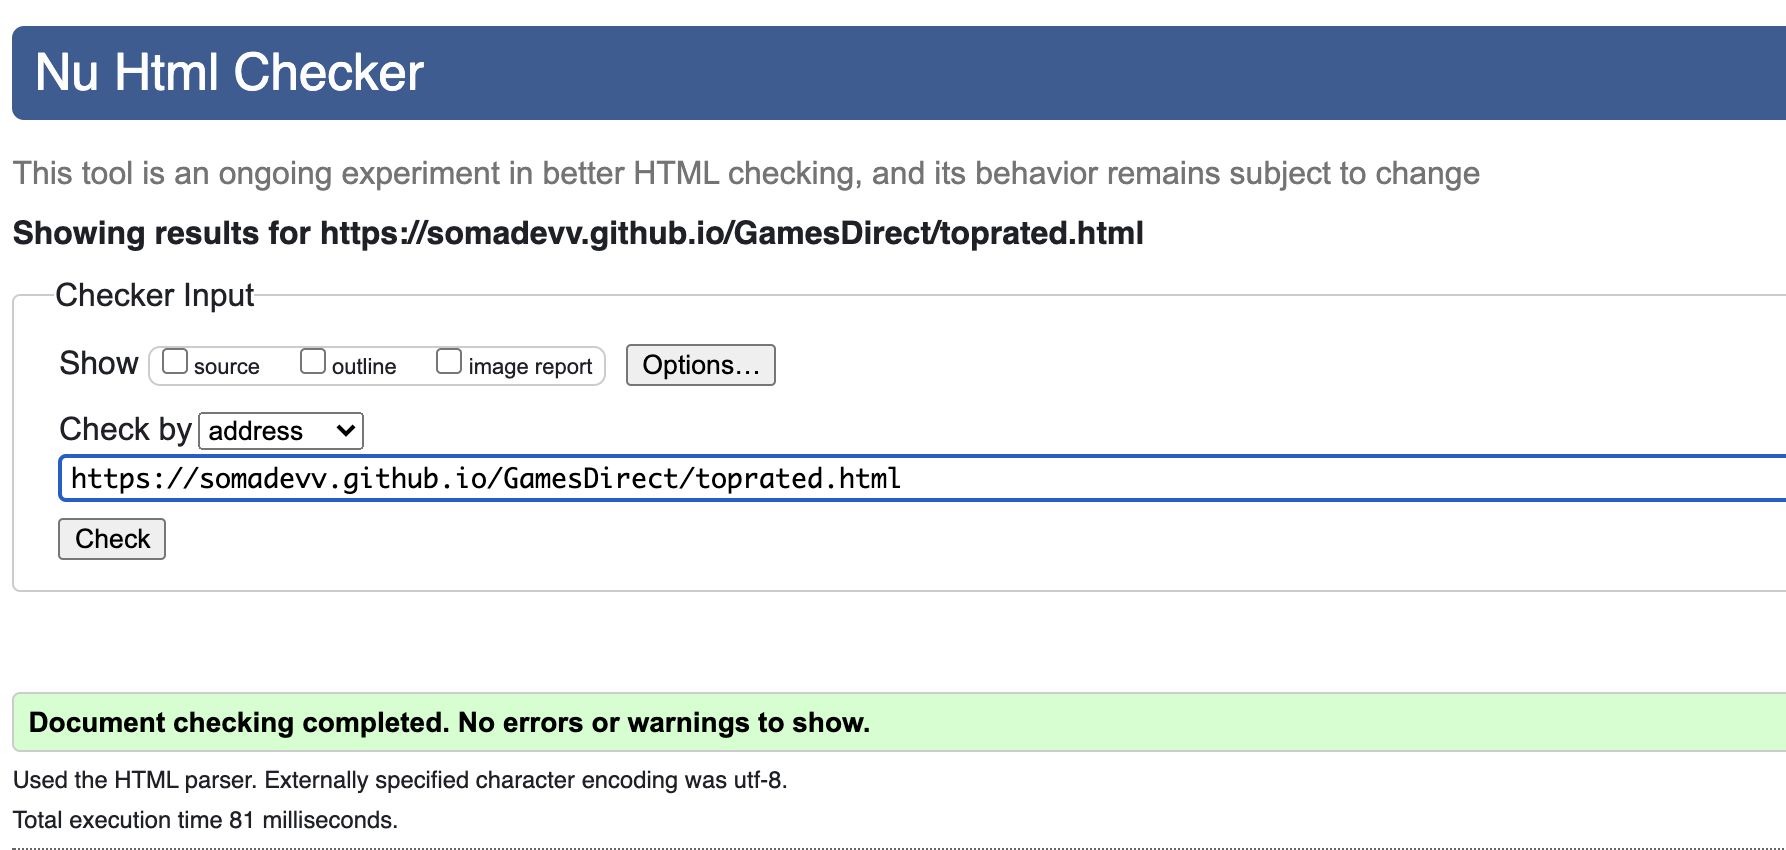 Nu Html Checker
This tool is an ongoing experiment in better HTML checking, and its behavior remains subject to change
Showing results for https://somadevv.github.io/GamesDirect/toprated.html
Checker Input
Show source outline image report Options...
Check by address
https://somadevv.github.io/GamesDirect/toprated.html
Check
Document checking completed. No errors or warnings to show.
Used the HTML parser. Externally specified character encoding was utf-8.
Total execution time 81 milliseconds.